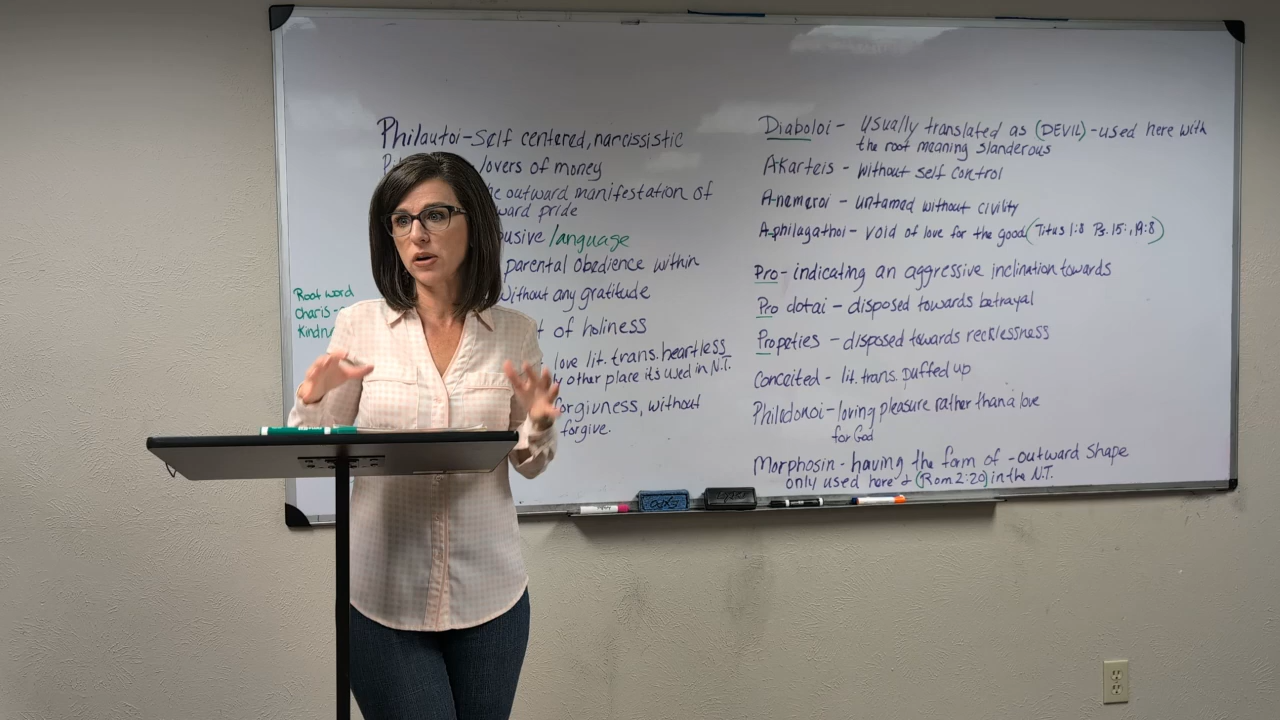 Philautoi-Self centered, narcissistic
lovers of money
outward manifestation of
ward pride
usive language
parental obedience within
without any gratitude
Root word
Charis-
t of holiness
love lit. trans. heartless
y other place its used in N.T.
orgivness, without
forgive.
Diaboloi- Usually translated as (DEVIL) -used here with
the root meaning slanderous
Akarteis - without self control
Anemeroi - untamed without civility
Aphilagathoi- void of love for the good (Titus 1:8 Ps. 15:,19:8)
Pro- indicating an aggressive inclination towards
Pro dotai - disposed towards betrayal
Propeties - disposed towards recklessness
Conceited - lit. trans. puffed up
Philedonoi-loving pleasure rather than a love
for God
Morphosin - having the form of -outward shape
only used here + (Rom 2:20) in the N.T.